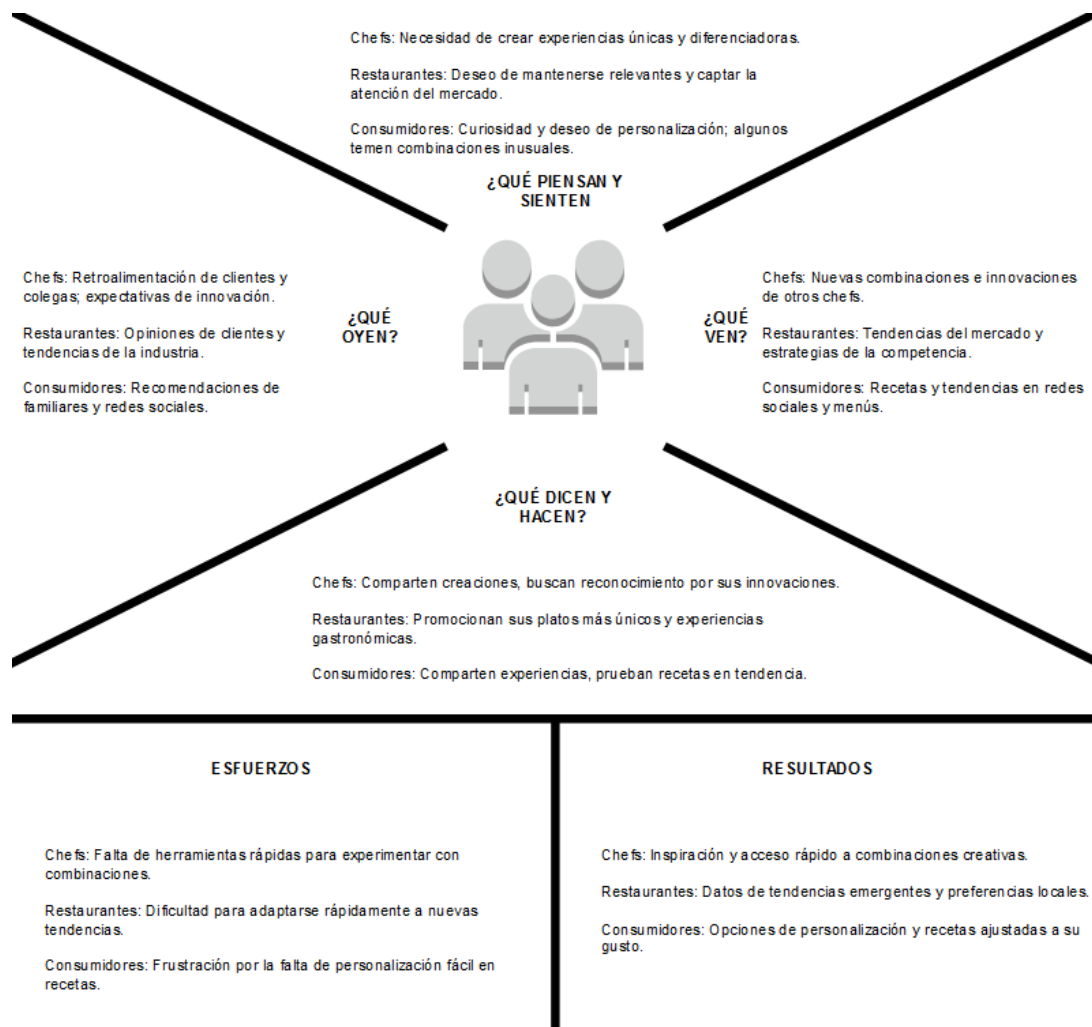 Chefs: Necesidad de crear experiencias únicas y diferenciadoras.
Restaurantes: Deseo de mantenerse relevantes y captar la
atención del mercado.
Consumidores: Curiosidad y deseo de personalización; algunos
temen combinaciones inusuales.
¿QUÉ PIENSAN Y
SIENTEN
Chefs: Retroalimentación de clientes y
colegas; expectativas de innovación.
Restaurantes: Opiniones de clientes y
tendencias de la industria.
Consumidores: Recomendaciones de
familiares y redes sociales.
¿QUÉ
OYEN?
¿QUÉ
VEN?
Chefs: Nuevas combinaciones e innovaciones
de otros chefs.
Restaurantes: Tendencias del mercado y
estrategias de la competencia.
Consumidores: Recetas y tendencias en redes
sociales y menús.
¿QUÉ DICEN Y
HACEN?
Chefs: Comparten creaciones, buscan reconocimiento por sus innovaciones.
Restaurantes: Promocionan sus platos más únicos y experiencias
gastronómicas.
Consumidores: Comparten experiencias, prueban recetas en tendencia.
ESFUERZOS
Chefs: Falta de herramientas rápidas para experimentar con
combinaciones.
Restaurantes: Dificultad para adaptarse rápidamente a nuevas
tendencias.
Consumidores: Frustración por la falta de personalización fácil en
recetas.
RESULTADOS
Chefs: Inspiración y acceso rápido a combinaciones creativas.
Restaurantes: Datos de tendencias emergentes y preferencias locales.
Consumidores: Opciones de personalización y recetas ajustadas a su
gusto.